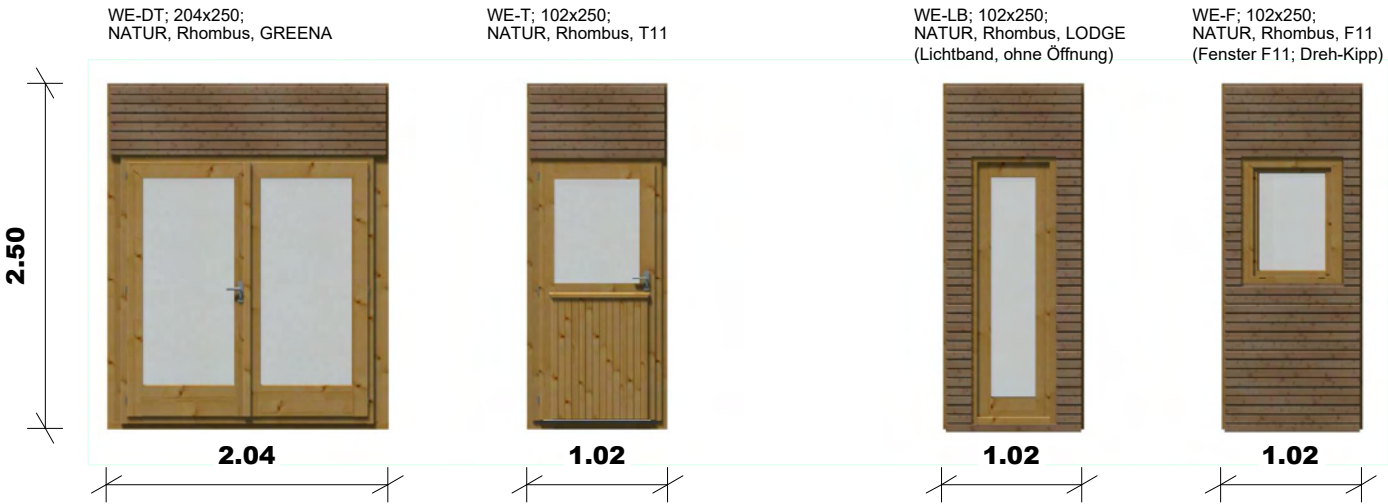 WE-DT; 204x250;
NATUR, Rhombus, GREENA
WE-T; 102x250;
NATUR, Rhombus, T11
WE-LB; 102x250;
NATUR, Rhombus, LODGE
(Lichtband, ohne Öffnung)
WE-F; 102x250;
NATUR, Rhombus, F11
(Fenster F11; Dreh-Kipp)
2.50
2.04
1.02
1.02
1.02